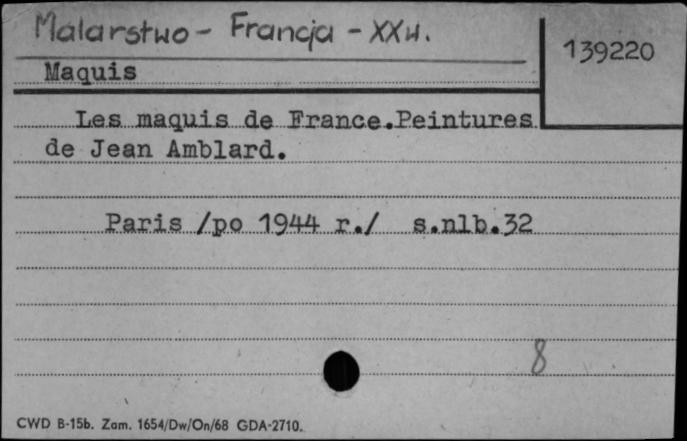 Malarstwo - Francja - XXw.
139220
Maquis
Les maquis de France.Peintures
de Jean Amblard.
Paris /po 1944 r./ s.nlb.32
8
CWD B-15b. Zam. 1654/Dw/On/68 GDA-2710.